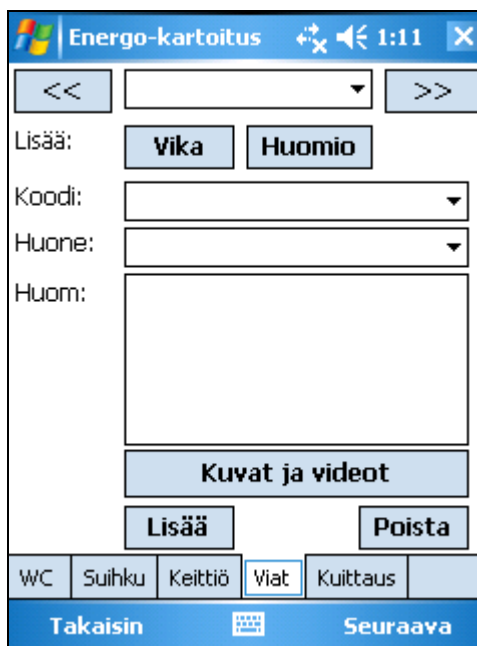 Energo-kartoitus 1:11
<< >>
Lisää: Vika Huomio
Koodi:
Huone:
Huom:
Kuvat ja videot
Lisää Poista
WC Suihku Keittiö Viat Kuittaus
Takaisin Seuraava